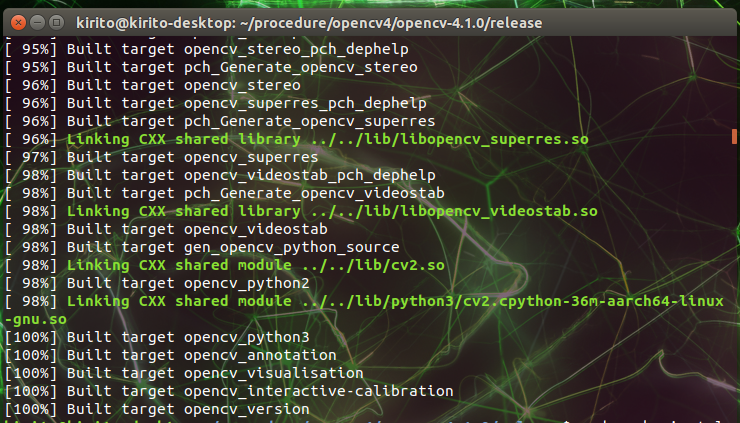 kirito@kirito-desktop: ~/procedure/opencv4/opencv-4.1.0/release
[ 95%] Built target opencv_stereo_pch_dephelp
[ 95%] Built target pch_Generate_opencv_stereo
[ 96%] Built target opencv_stereo
[ 96%] Built target opencv_superres_pch_dephelp
[ 96%] Built target pch_Generate_opencv_superres
[ 96%] Linking CXX shared library ../../lib/libopencv_superres.so
[ 97%] Built target opencv_superres
[ 98%] Built target opencv_videostab_pch_dephelp
[ 98%] Built target pch_Generate_opencv_videostab
[ 98%] Linking CXX shared library ../../lib/libopencv_videostab.so
[ 98%] Built target opencv_videostab
[ 98%] Built target gen_opencv_python_source
[ 98%] Linking CXX shared module ../../lib/cv2.so
[ 98%] Built target opencv_python2
[ 98%] Linking CXX shared module ../../lib/python3/cv2.cpython-36m-aarch64-linux
-gnu.so
[100%] Built target opencv_python3
[100%] Built target opencv_annotation
[100%] Built target opencv_visualisation
[100%] Built target opencv_interactive-calibration
[100%] Built target opencv_version